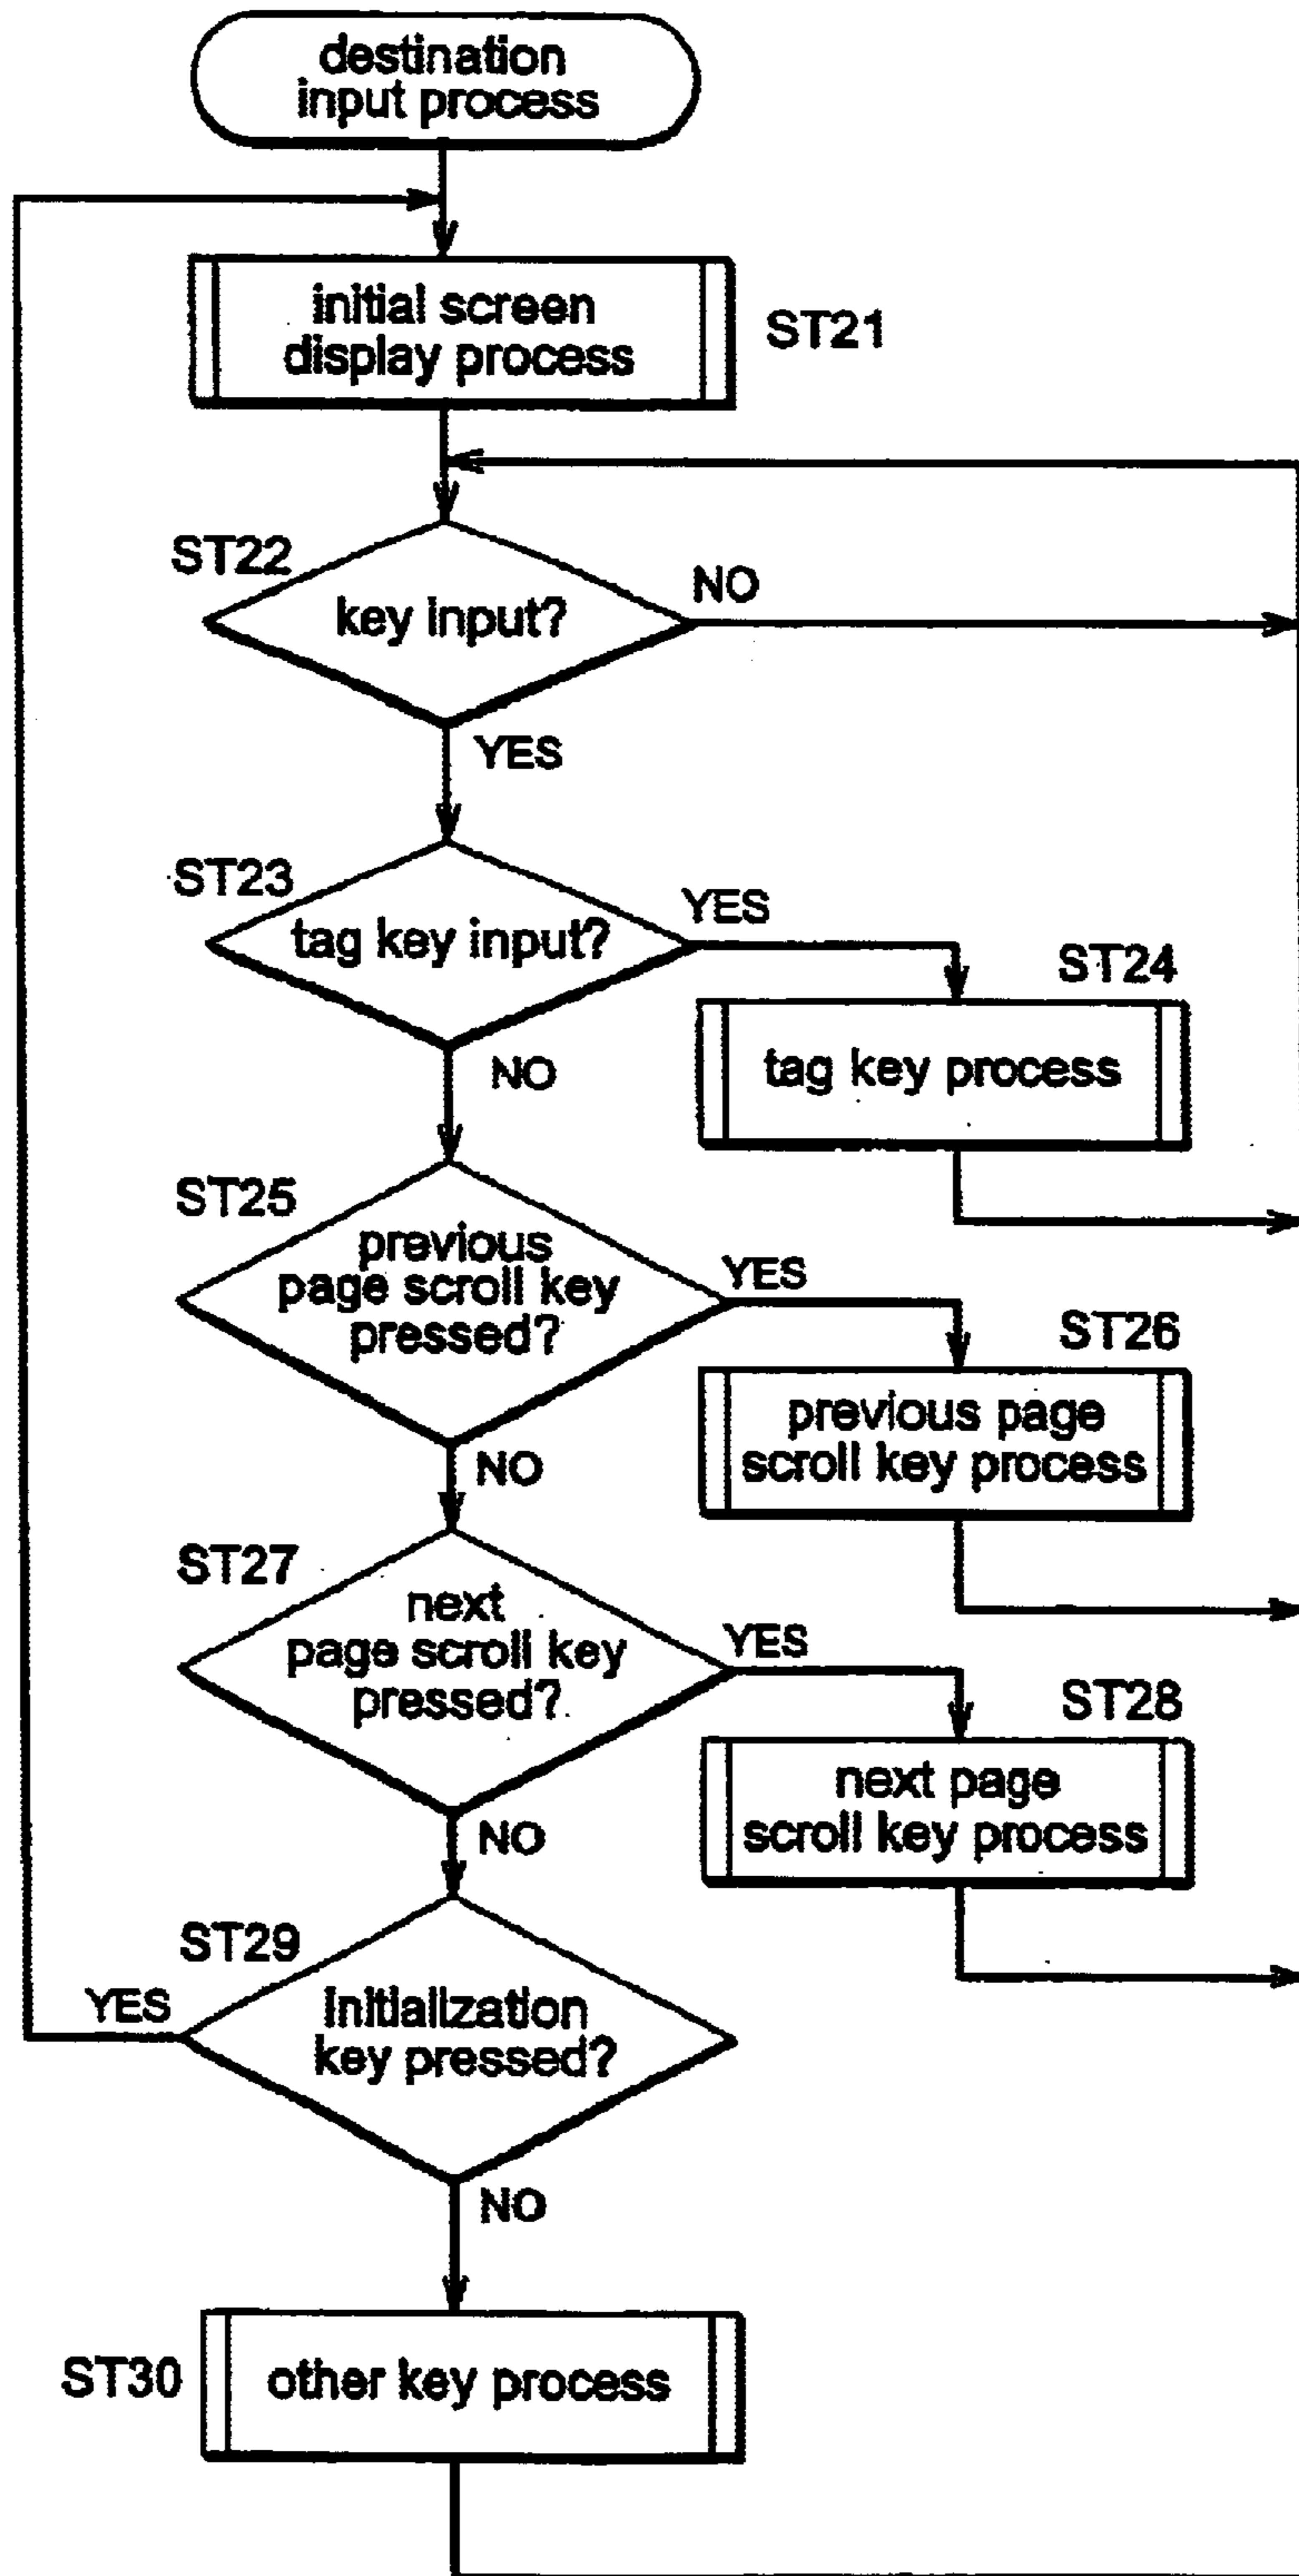 destination
input process
initial screen
display process
ST21
ST22
key input?
NO
YES
ST23
tag key input?
YES
ST24
tag key process
NO
ST25
previous
page scroll key
pressed?
YES
ST26
previous page
scroll key process
NO
ST27
next
page scroll key
pressed?
YES
ST28
next page
scroll key process
NO
ST29
YES
Initialization
key pressed?
NO
ST30
other key process